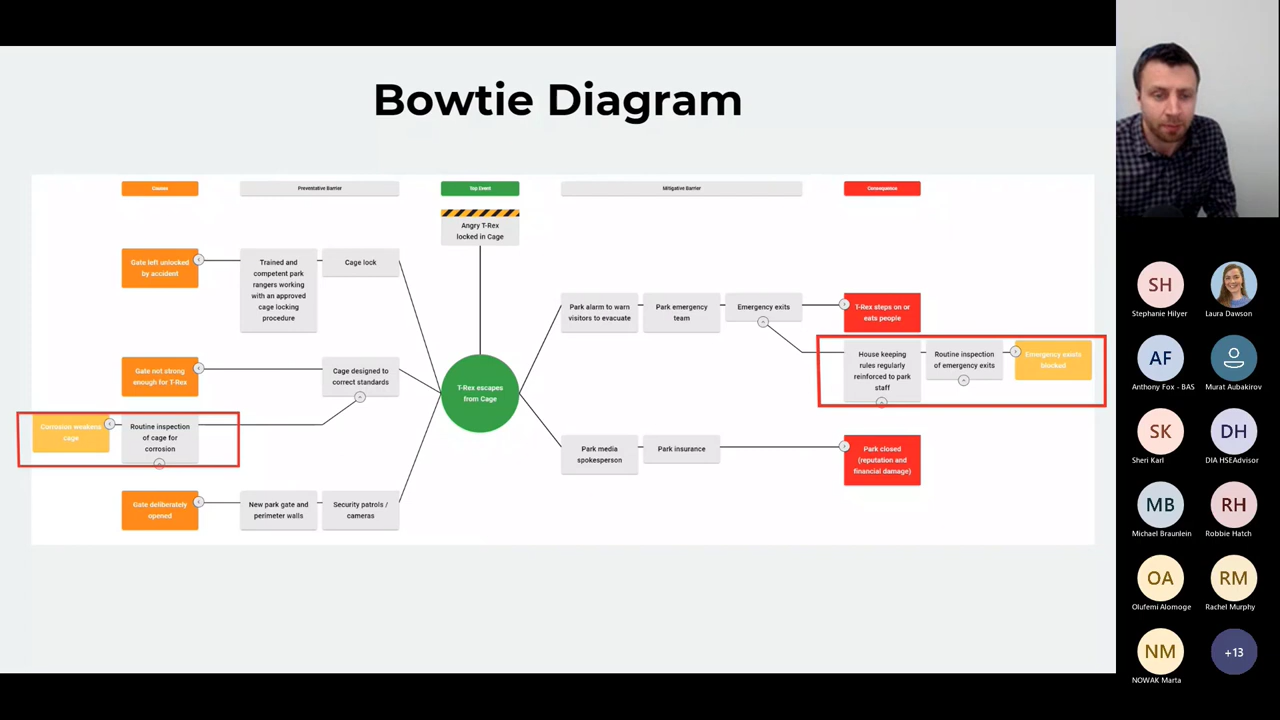 Bowtie Diagram
Causes
Preventative Barrier
Top Event
Mitigative Barrier
Consequence
Angry T-Rex
locked in Cage
Gate left unlocked
by accident
Trained and
competent park
rangers working
with an approved
cage locking
procedure
Cage lock
Gate not strong
enough for T-Rex
Cage designed to
correct standards
Corrosion weakens
cage
Routine inspection
of cage for
corrosion
Gate deliberately
opened
New park gate and
perimeter walls
Security patrols /
cameras
T-Rex escapes
from Cage
Park alarm to warn
visitors to evacuate
Park emergency
team
Emergency exits
T-Rex steps on or
eats people
House keeping
rules regularly
reinforced to park
staff
Routine inspection
of emergency exits
Emergency exists
blocked
Park media
spokesperson
Park insurance
Park closed
(reputation and
financial damage)
SH
Stephanie Hilyer
Laura Dawson
AF
Anthony Fox - BAS
Murat Aubakirov
SK
Sheri Karl
DH
DIA HSEAdvisor
MB
Michael Braunlein
RH
Robbie Hatch
OA
Olufemi Alomoge
RM
Rachel Murphy
NM
NOWAK Marta
+13